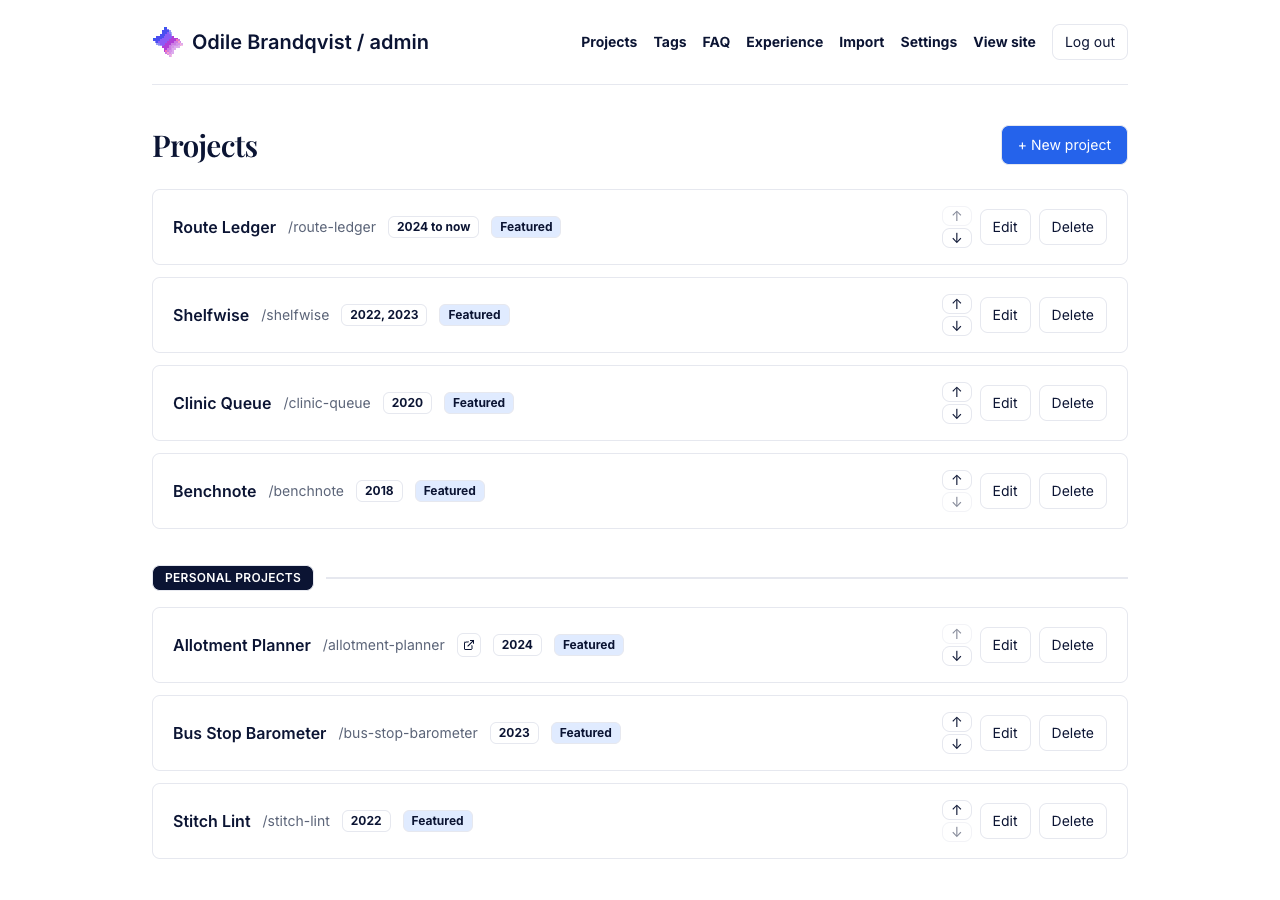 Odile Brandqvist / admin Projects Tags FAQ Experience Import Settings View site Log out
Projects + New project
Route Ledger /route-ledger 2024 to now Featured ↑ ↓ Edit Delete
Shelfwise /shelfwise 2022, 2023 Featured ↑ ↓ Edit Delete
Clinic Queue /clinic-queue 2020 Featured ↑ ↓ Edit Delete
Benchnote /benchnote 2018 Featured ↑ ↓ Edit Delete
PERSONAL PROJECTS
Allotment Planner /allotment-planner 2024 Featured ↑ ↓ Edit Delete
Bus Stop Barometer /bus-stop-barometer 2023 Featured ↑ ↓ Edit Delete
Stitch Lint /stitch-lint 2022 Featured ↑ ↓ Edit Delete